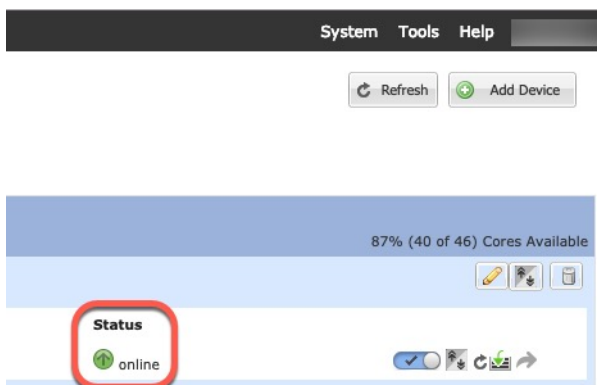 System Tools Help
Refresh Add Device
87% (40 of 46) Cores Available
Status
online